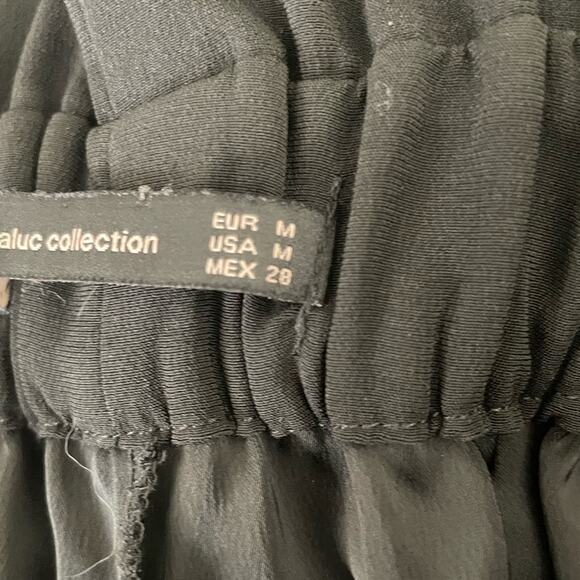 aluc collection
EUR M
USA M
MEX 28